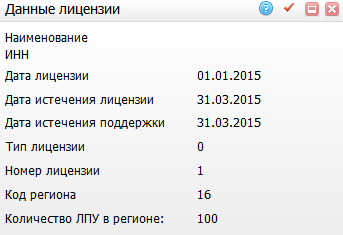 Данные лицензии
Наименование
ИНН
Дата лицензии 01.01.2015
Дата истечения лицензии 31.03.2015
Дата истечения поддержки 31.03.2015
Тип лицензии 0
Номер лицензии 1
Код региона 16
Количество ЛПУ в регионе: 100